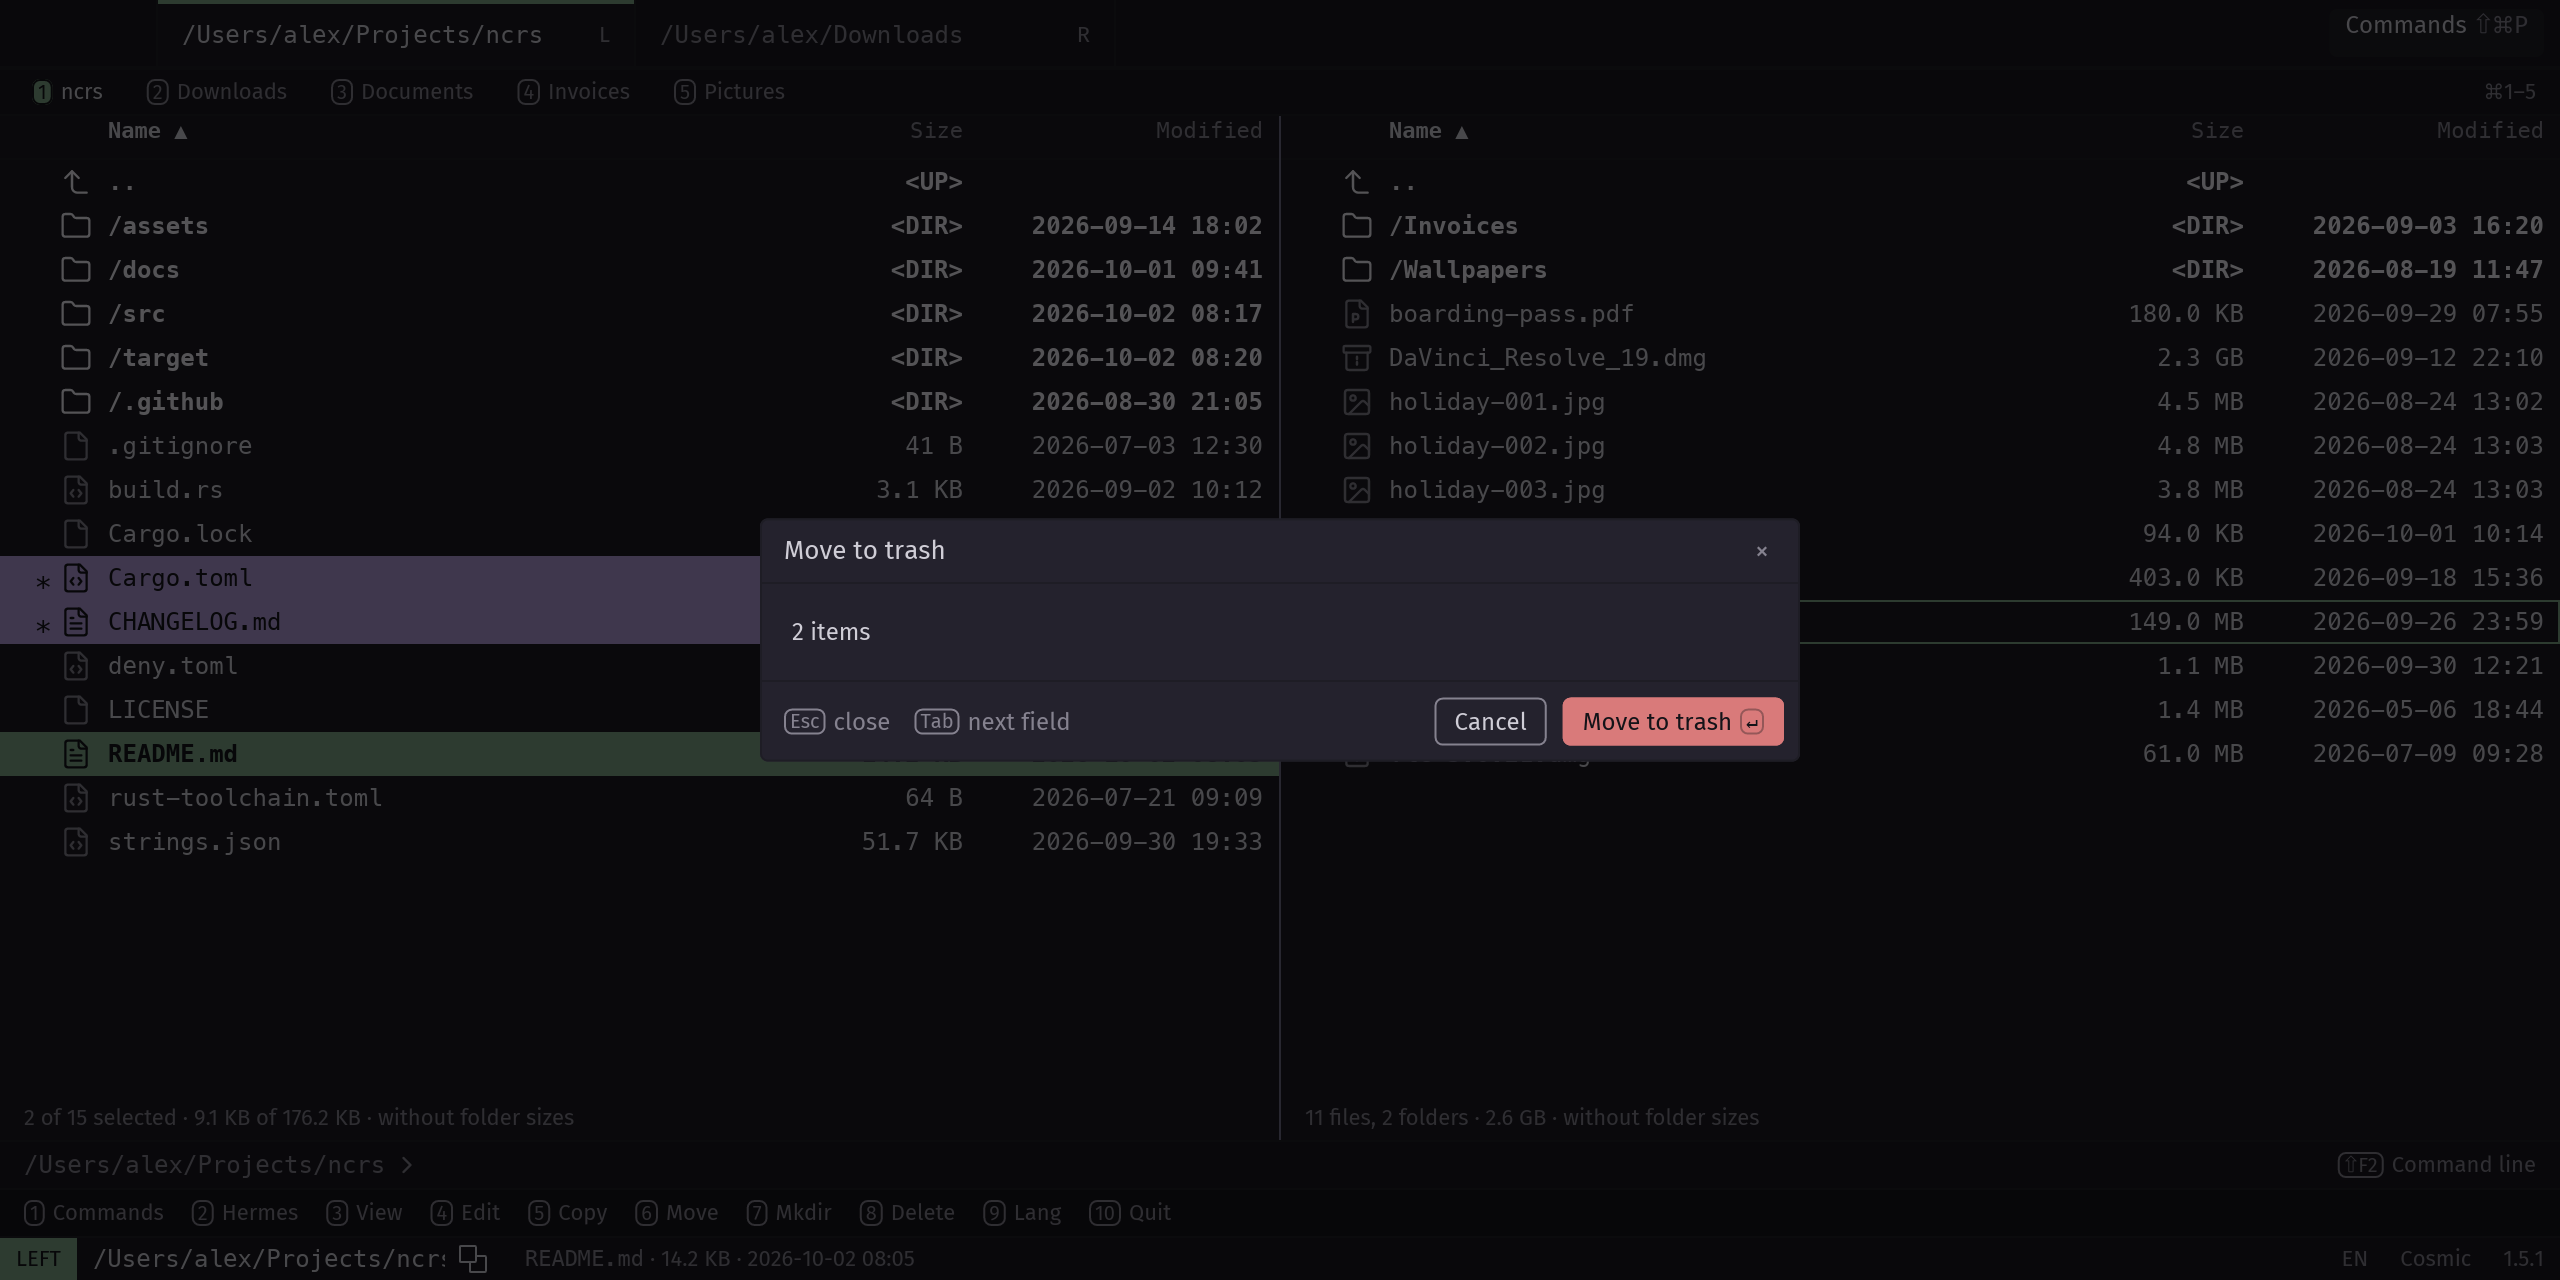 /Users/alex/Projects/ncrs L /Users/alex/Downloads R Commands ⇧⌘P
1 ncrs 2 Downloads 3 Documents 4 Invoices 5 Pictures ⌘1–5
Name ▲ Size Modified
.. <UP>
/assets <DIR> 2026-09-14 18:02
/docs <DIR> 2026-10-01 09:41
/src <DIR> 2026-10-02 08:17
/target <DIR> 2026-10-02 08:20
/.github <DIR> 2026-08-30 21:05
.gitignore 41 B 2026-07-03 12:30
build.rs 3.1 KB 2026-09-02 10:12
Cargo.lock
* Cargo.toml
* CHANGELOG.md
deny.toml
LICENSE
README.md
rust-toolchain.toml 64 B 2026-07-21 09:09
strings.json 51.7 KB 2026-09-30 19:33
2 of 15 selected · 9.1 KB of 176.2 KB · without folder sizes
Name ▲ Size Modified
.. <UP>
/Invoices <DIR> 2026-09-03 16:20
/Wallpapers <DIR> 2026-08-19 11:47
boarding-pass.pdf 180.0 KB 2026-09-29 07:55
DaVinci_Resolve_19.dmg 2.3 GB 2026-09-12 22:10
holiday-001.jpg 4.5 MB 2026-08-24 13:02
holiday-002.jpg 4.8 MB 2026-08-24 13:03
holiday-003.jpg 3.8 MB 2026-08-24 13:03
94.0 KB 2026-10-01 10:14
403.0 KB 2026-09-18 15:36
149.0 MB 2026-09-26 23:59
1.1 MB 2026-09-30 12:21
1.4 MB 2026-05-06 18:44
61.0 MB 2026-07-09 09:28
11 files, 2 folders · 2.6 GB · without folder sizes
Move to trash ×
2 items
Esc close Tab next field Cancel Move to trash ↵
/Users/alex/Projects/ncrs > ⇧F2 Command line
1 Commands 2 Hermes 3 View 4 Edit 5 Copy 6 Move 7 Mkdir 8 Delete 9 Lang 10 Quit
LEFT /Users/alex/Projects/ncrs README.md · 14.2 KB · 2026-10-02 08:05 EN Cosmic 1.5.1